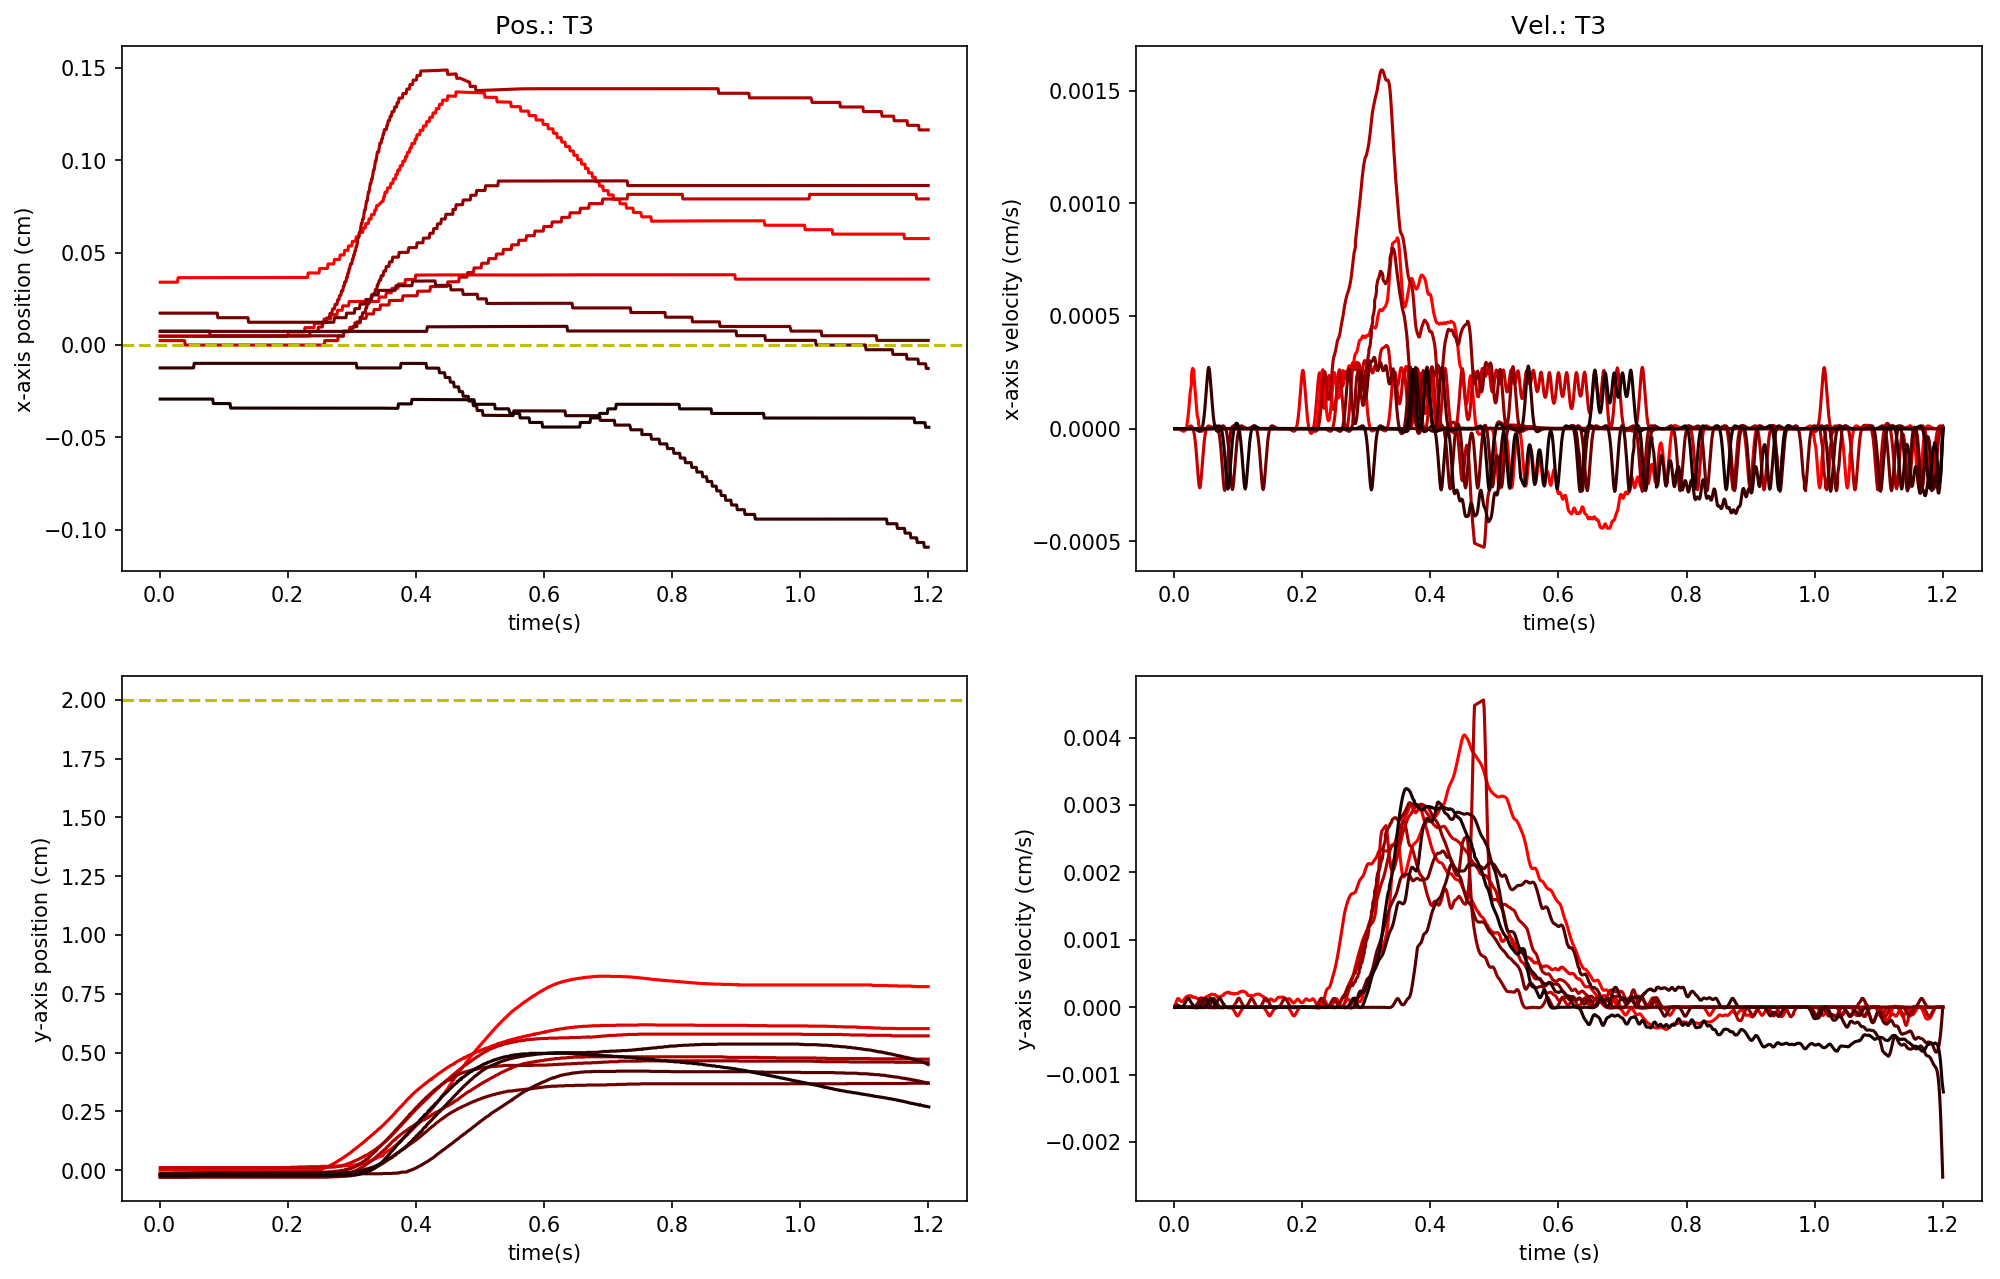 Pos.: T3
Vel.: T3
x-axis position (cm)
0.15
0.10
0.05
0.00
−0.05
−0.10
0.0 0.2 0.4 0.6 0.8 1.0 1.2
time(s)
x-axis velocity (cm/s)
0.0015
0.0010
0.0005
0.0000
−0.0005
0.0 0.2 0.4 0.6 0.8 1.0 1.2
time(s)
y-axis position (cm)
2.00
1.75
1.50
1.25
1.00
0.75
0.50
0.25
0.00
0.0 0.2 0.4 0.6 0.8 1.0 1.2
time(s)
y-axis velocity (cm/s)
0.004
0.003
0.002
0.001
0.000
−0.001
−0.002
0.0 0.2 0.4 0.6 0.8 1.0 1.2
time (s)